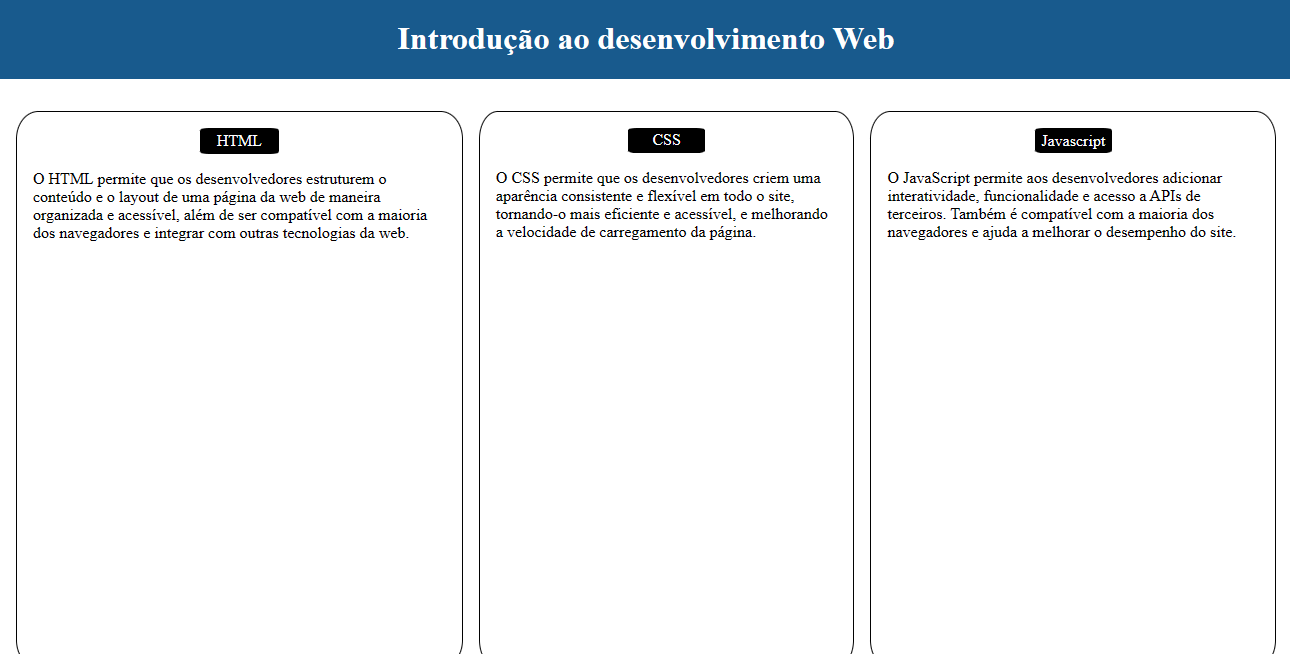 Introdução ao desenvolvimento Web
HTML
O HTML permite que os desenvolvedores estruturem o
conteúdo e o layout de uma página da web de maneira
organizada e acessível, além de ser compatível com a maioria
dos navegadores e integrar com outras tecnologias da web.
CSS
O CSS permite que os desenvolvedores criem uma
aparência consistente e flexível em todo o site,
tornando-o mais eficiente e acessível, e melhorando
a velocidade de carregamento da página.
Javascript
O JavaScript permite aos desenvolvedores adicionar
interatividade, funcionalidade e acesso a APIs de
terceiros. Também é compatível com a maioria dos
navegadores e ajuda a melhorar o desempenho do site.